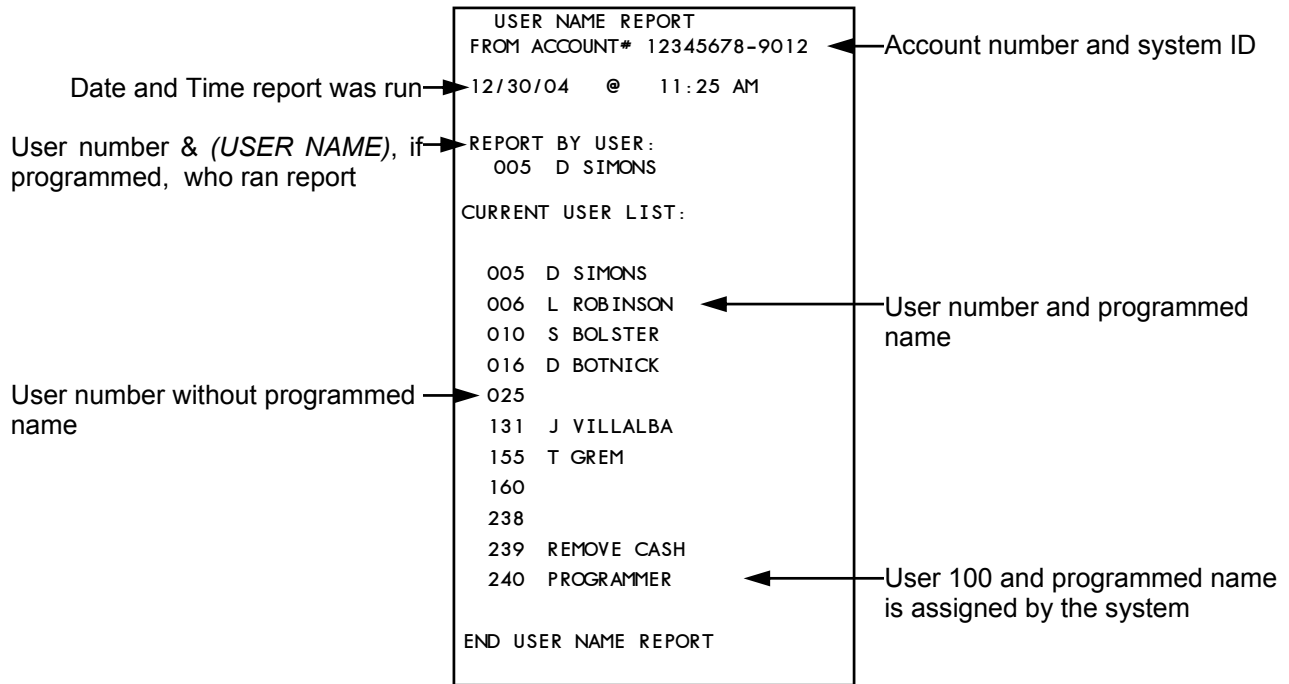 USER NAME REPORT
FROM ACCOUNT# 12345678-9012
Account number and system ID
Date and Time report was run
12/30/04 @ 11:25 AM
User number & (USER NAME), if
programmed, who ran report
REPORT BY USER:
005 D SIMONS
CURRENT USER LIST:
005 D SIMONS
006 L ROBINSON
User number and programmed
name
010 S BOLSTER
016 D BOTNICK
User number without programmed
name
025
131 J VILLALBA
155 T GREM
160
238
239 REMOVE CASH
240 PROGRAMMER
User 100 and programmed name
is assigned by the system
END USER NAME REPORT